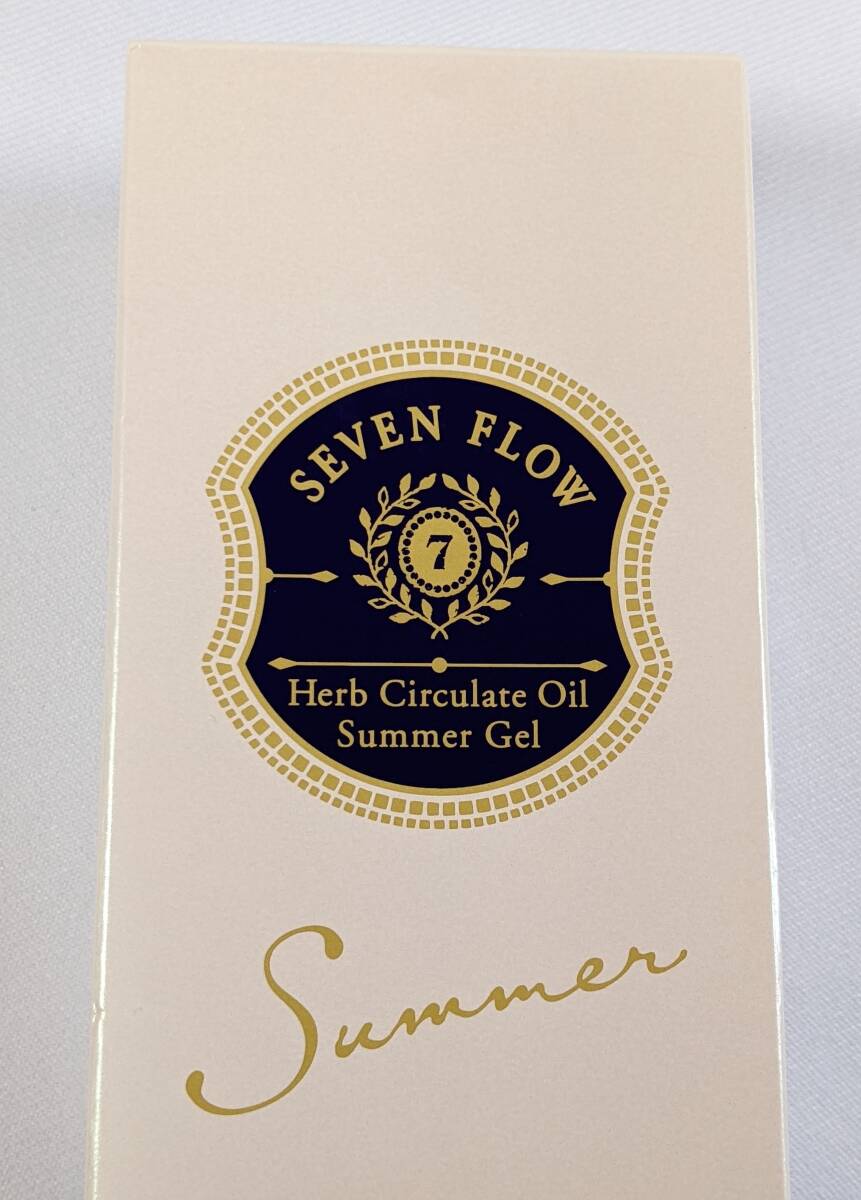 SEVEN FLOW
7
Herb Circulate Oil
Summer Gel
Summer